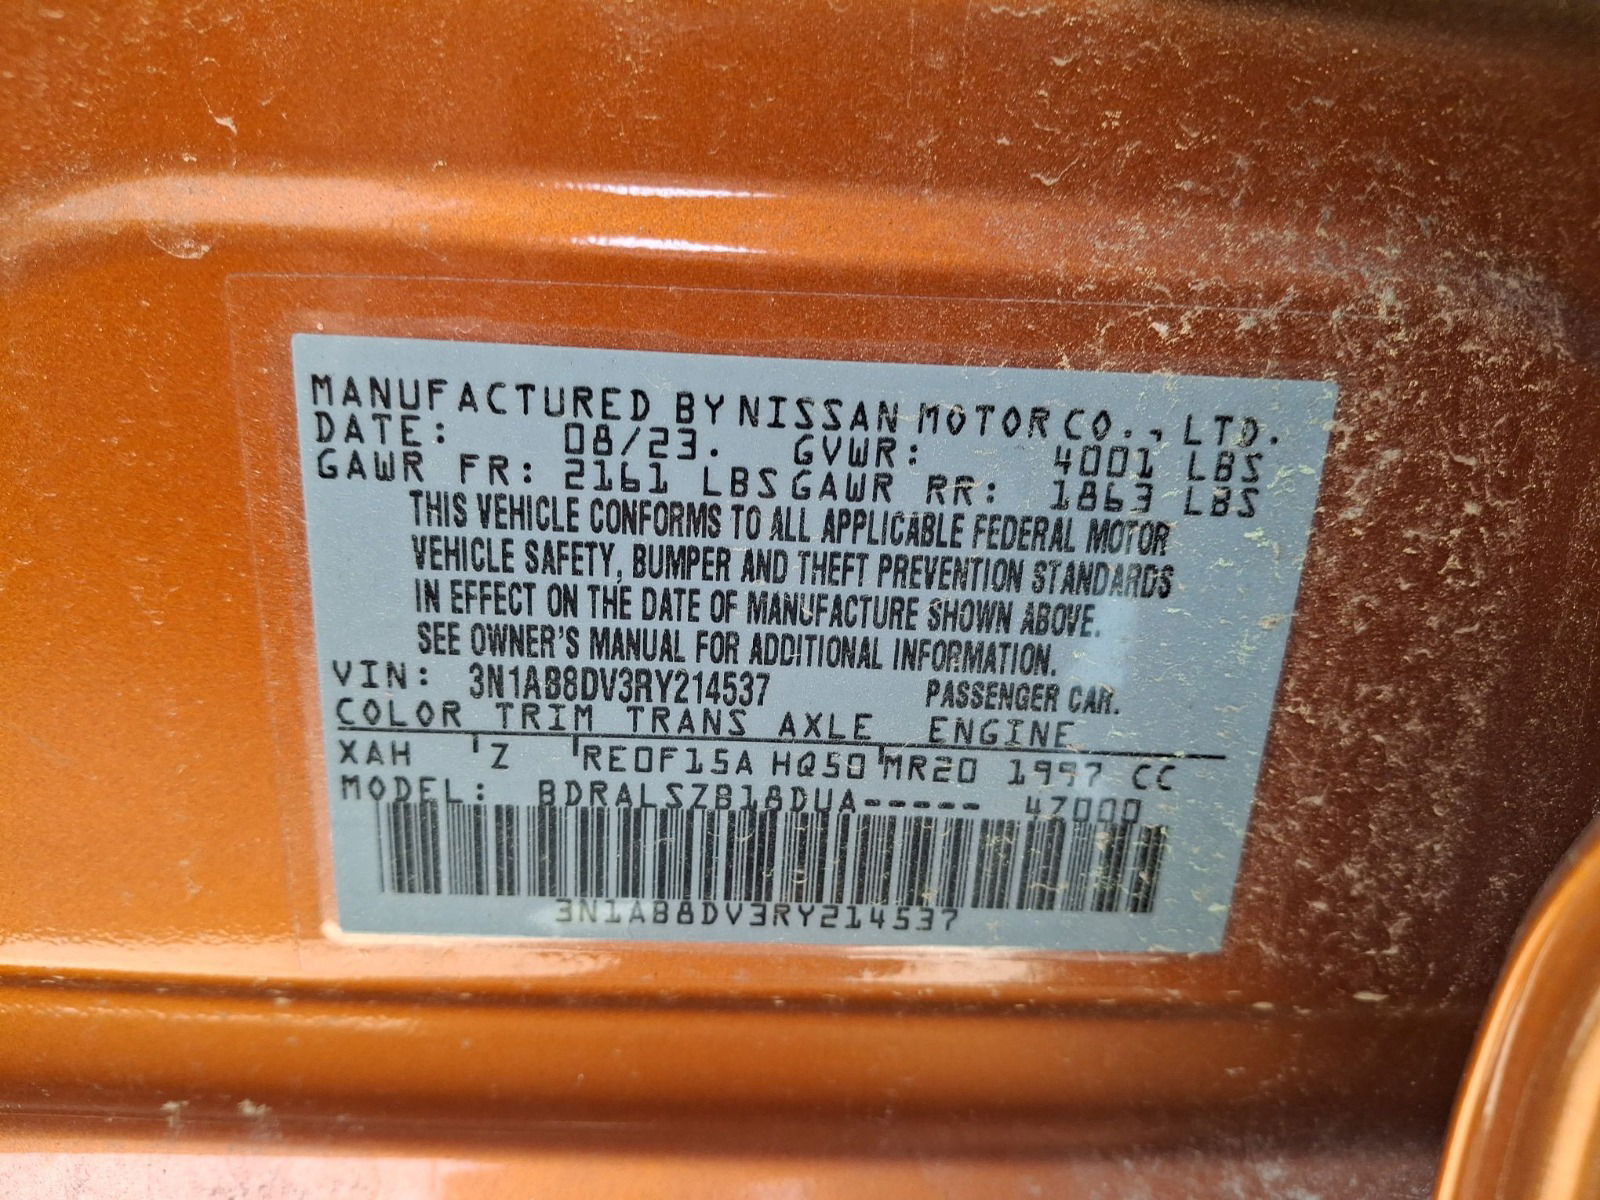 MANUFACTURED BY NISSAN MOTOR CO., LTD.
DATE: 08/23. GVWR: 4001 LBS
GAWR FR: 2161 LBS GAWR RR: 1863 LBS
THIS VEHICLE CONFORMS TO ALL APPLICABLE FEDERAL MOTOR
VEHICLE SAFETY, BUMPER AND THEFT PREVENTION STANDARDS
IN EFFECT ON THE DATE OF MANUFACTURE SHOWN ABOVE.
SEE OWNER'S MANUAL FOR ADDITIONAL INFORMATION.
VIN: 3N1AB8DV3RY214537 PASSENGER CAR.
COLOR TRIM TRANS AXLE ENGINE
XAH Z RE0F15A HQ50 MR20 1997 CC
MODEL: BDRALSZB18DUA----- 4Z000
3N1AB8DV3RY214537